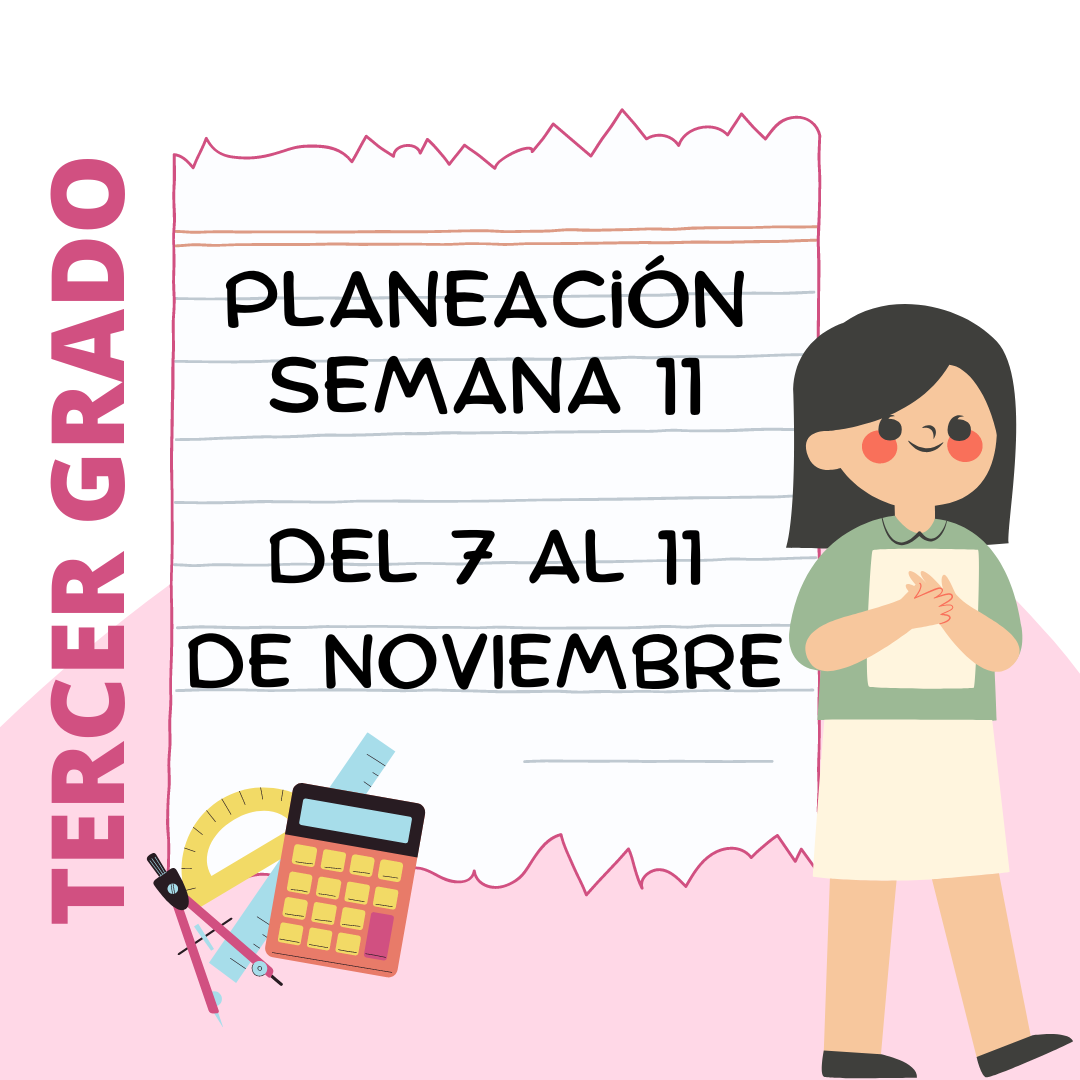 TERCER GRADO
PLANEACIÓN
SEMANA 11
DEL 7 AL 11
DE NOVIEMBRE